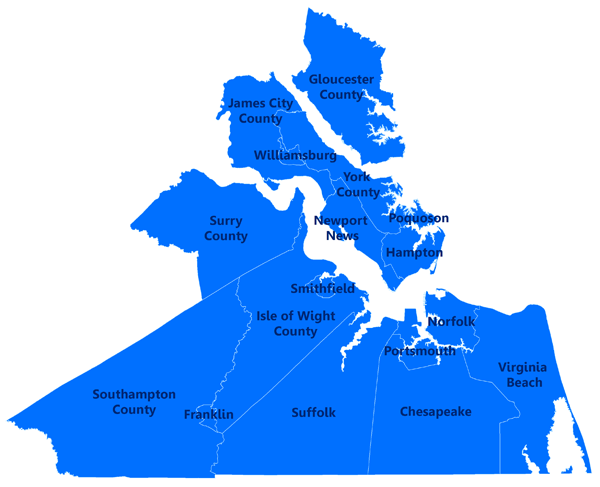 Gloucester
County
James City
County
Williamsburg
York
County
Poquoson
Surry
County
Newport
News
Hampton
Smithfield
Isle of Wight
County
Norfolk
Portsmouth
Virginia
Beach
Southampton
County
Franklin
Suffolk
Chesapeake